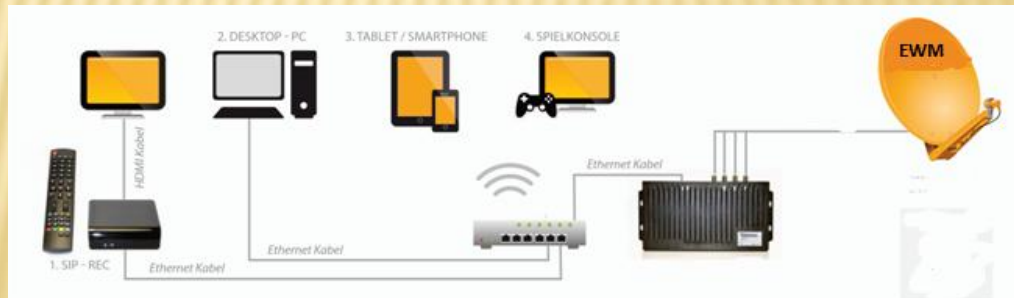 2. DESKTOP - PC
3. TABLET / SMARTPHONE
4. SPIELKONSOLE
EWM
HDMI Kabel
Ethernet Kabel
Ethernet Kabel
1. SIP - REC
Ethernet Kabel